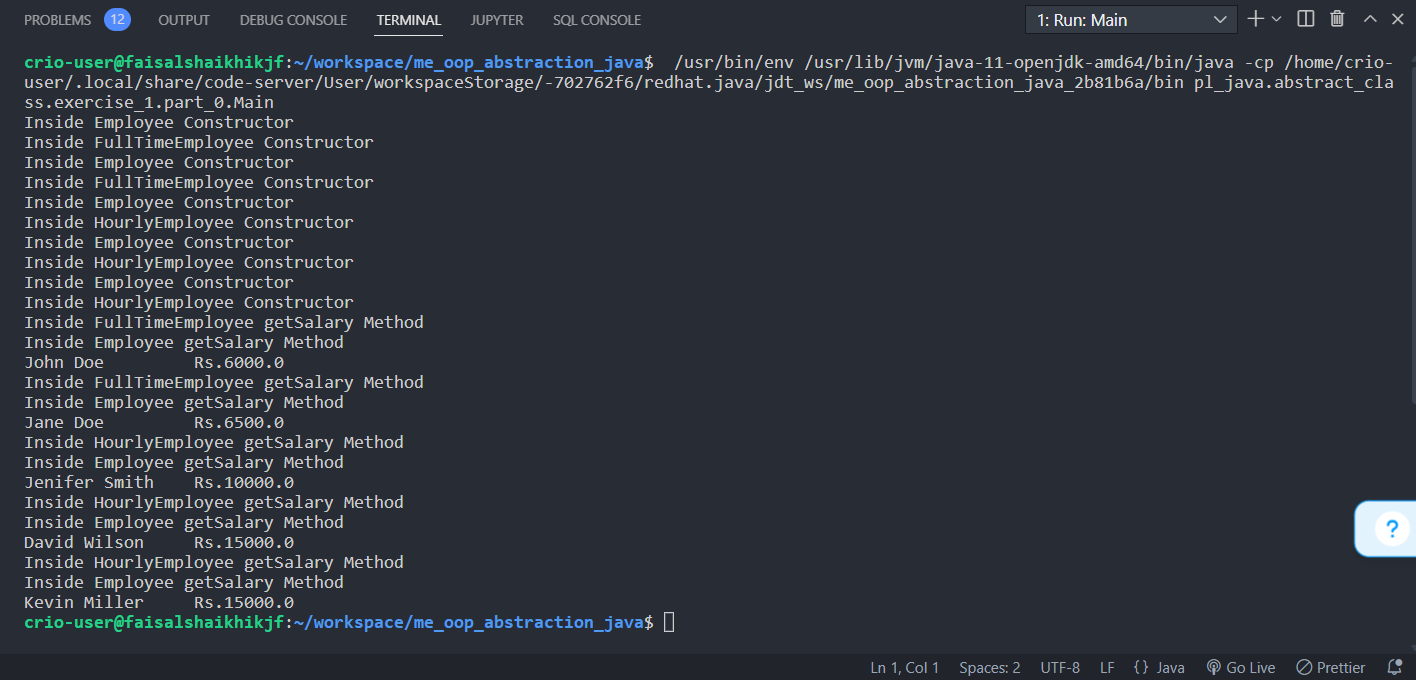 PROBLEMS 12 OUTPUT DEBUG CONSOLE TERMINAL JUPYTER SQL CONSOLE 1: Run: Main
crio-user@faisalshaikhikjf:~/workspace/me_oop_abstraction_java$  /usr/bin/env /usr/lib/jvm/java-11-openjdk-amd64/bin/java -cp /home/crio-
user/.local/share/code-server/User/workspaceStorage/-702762f6/redhat.java/jdt_ws/me_oop_abstraction_java_2b81b6a/bin pl_java.abstract_cla
ss.exercise_1.part_0.Main
Inside Employee Constructor
Inside FullTimeEmployee Constructor
Inside Employee Constructor
Inside FullTimeEmployee Constructor
Inside Employee Constructor
Inside HourlyEmployee Constructor
Inside Employee Constructor
Inside HourlyEmployee Constructor
Inside Employee Constructor
Inside HourlyEmployee Constructor
Inside FullTimeEmployee getSalary Method
Inside Employee getSalary Method
John Doe         Rs.6000.0
Inside FullTimeEmployee getSalary Method
Inside Employee getSalary Method
Jane Doe         Rs.6500.0
Inside HourlyEmployee getSalary Method
Inside Employee getSalary Method
Jenifer Smith    Rs.10000.0
Inside HourlyEmployee getSalary Method
Inside Employee getSalary Method
David Wilson     Rs.15000.0
Inside HourlyEmployee getSalary Method
Inside Employee getSalary Method
Kevin Miller     Rs.15000.0
crio-user@faisalshaikhikjf:~/workspace/me_oop_abstraction_java$
?
Ln 1, Col 1 Spaces: 2 UTF-8 LF {} Java Go Live Prettier